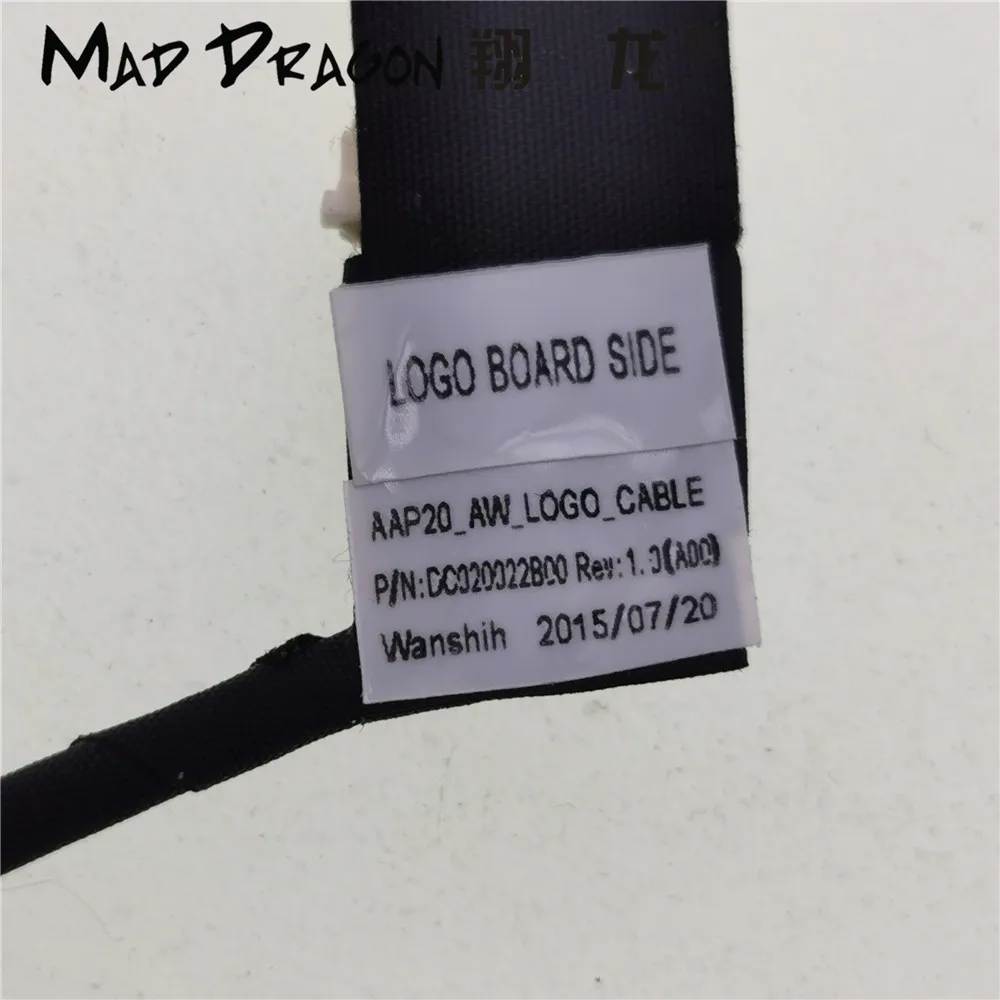 MAD DRAGON 翔 龙
LOGO BOARD SIDE
AAP20_AW_LOGO_CABLE
P/N:DC020022B00 Rev:1.0(A00)
Wanshih 2015/07/20